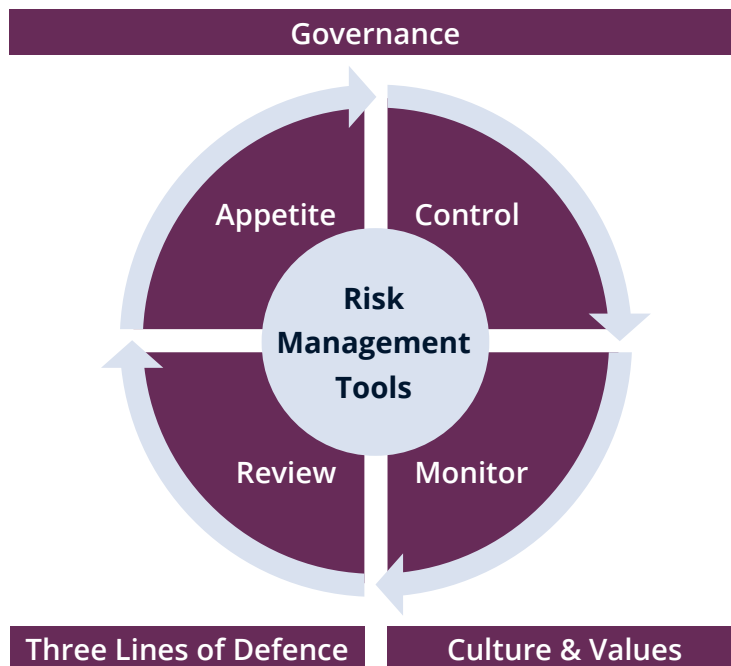 Governance
Appetite
Control
Risk
Management
Tools
Review
Monitor
Three Lines of Defence
Culture & Values